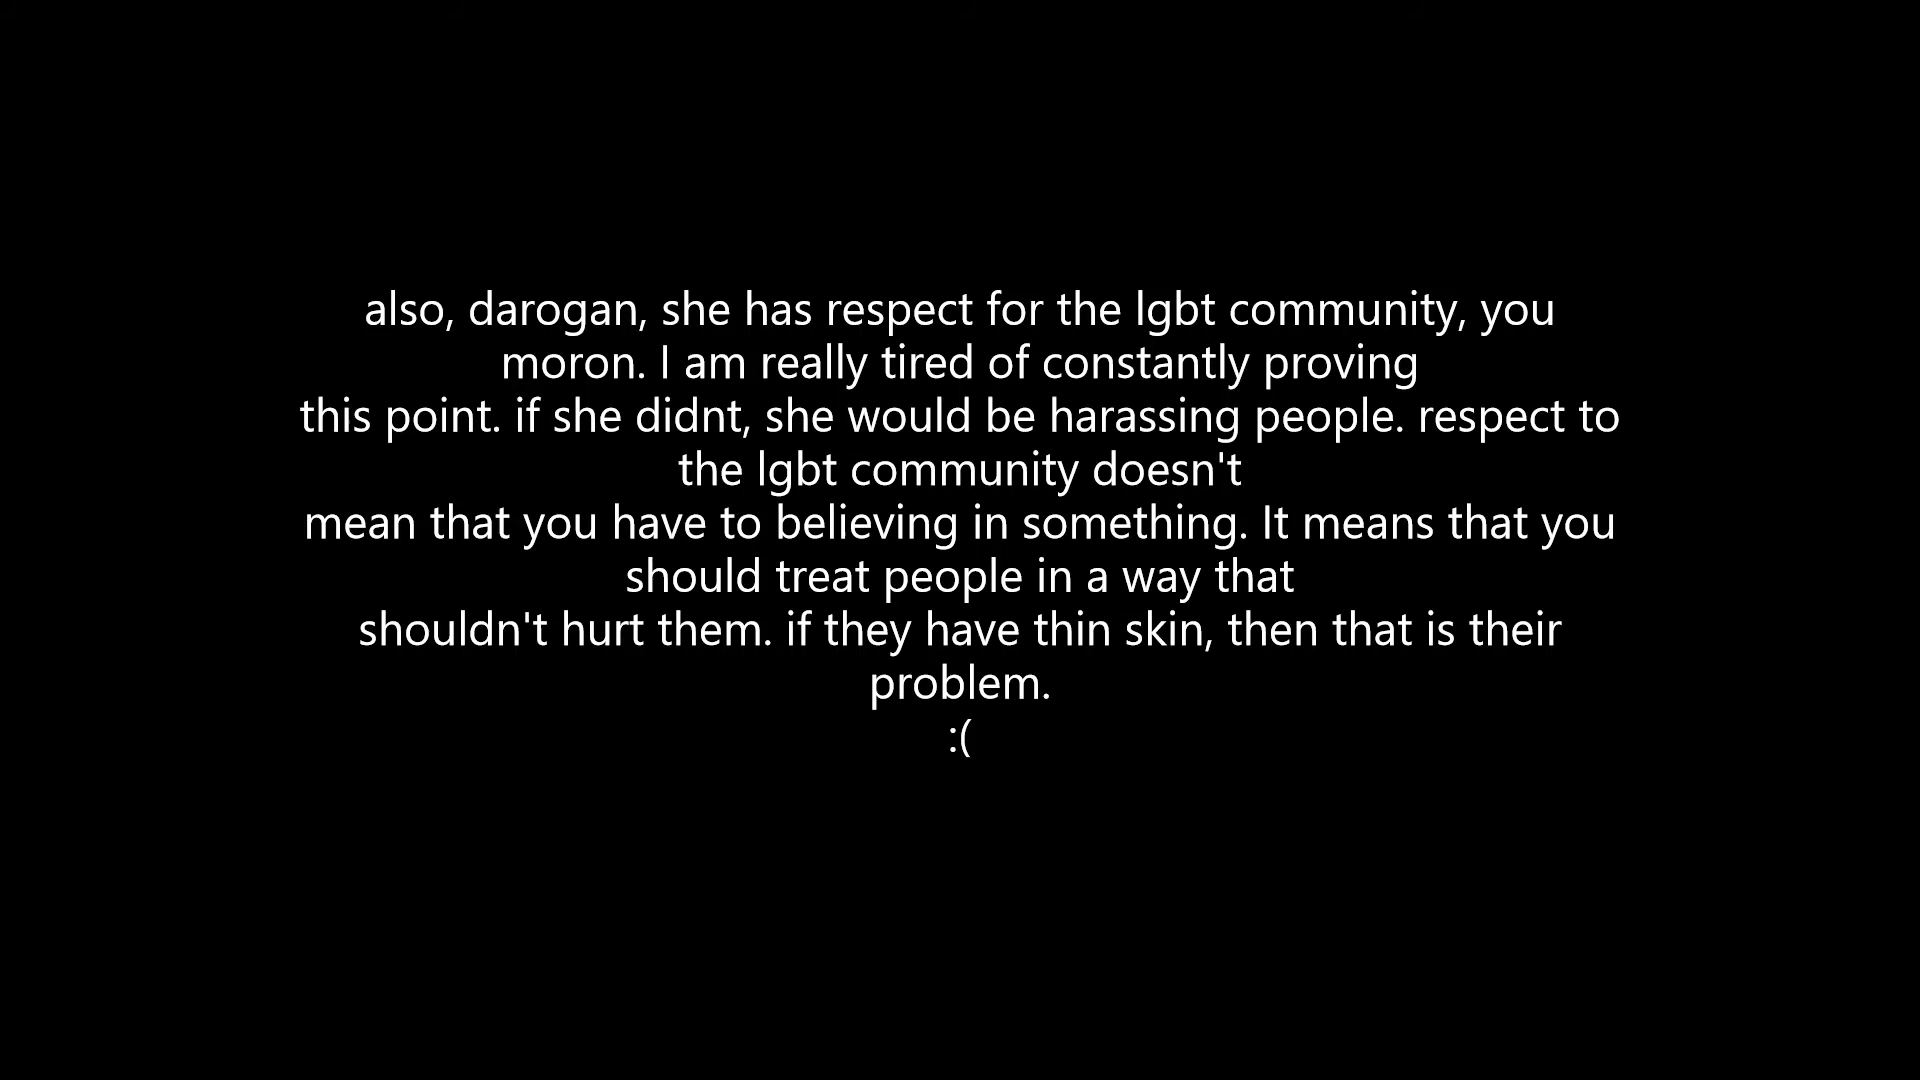 also, darogan, she has respect for the lgbt community, you
moron. I am really tired of constantly proving
this point. if she didnt, she would be harassing people. respect to
the lgbt community doesn't
mean that you have to believing in something. It means that you
should treat people in a way that
shouldn't hurt them. if they have thin skin, then that is their
problem.
:(